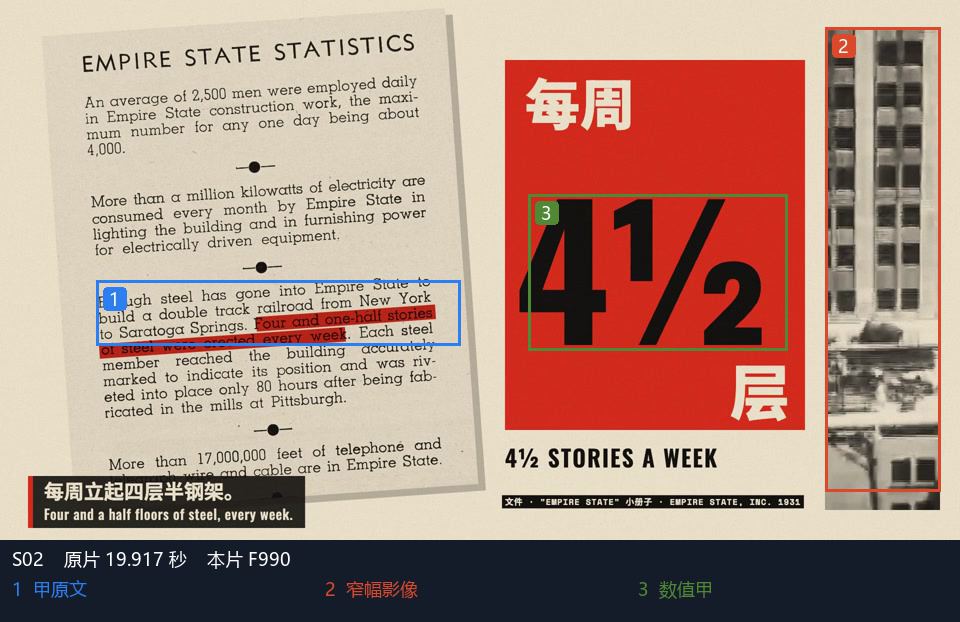 EMPIRE STATE STATISTICS
An average of 2,500 men were employed daily
in Empire State construction work, the maxi-
mum number for any one day being about
4,000.
More than a million kilowatts of electricity are
consumed every month by Empire State in
lighting the building and in furnishing power
for electrically driven equipment.
1
steel has gone into Empire State to
build a double track railroad from New York
to Saratoga Springs. Four and one-half stories
of steel were erected every week. Each steel
member reached the building accurately
marked to indicate its position and was riv-
eted into place only 80 hours after being fab-
ricated in the mills at Pittsburgh.
More than 17,000,000 feet of telephone and
wire and cable are in Empire State.
每周立起四层半钢架。
Four and a half floors of steel, every week.
每周
3
4½
层
4½ STORIES A WEEK
文件 · "EMPIRE STATE" 小册子 · EMPIRE STATE, INC. 1931
2
S02 原片 19.917 秒 本片 F990
1 甲原文
2 窄幅影像
3 数值甲